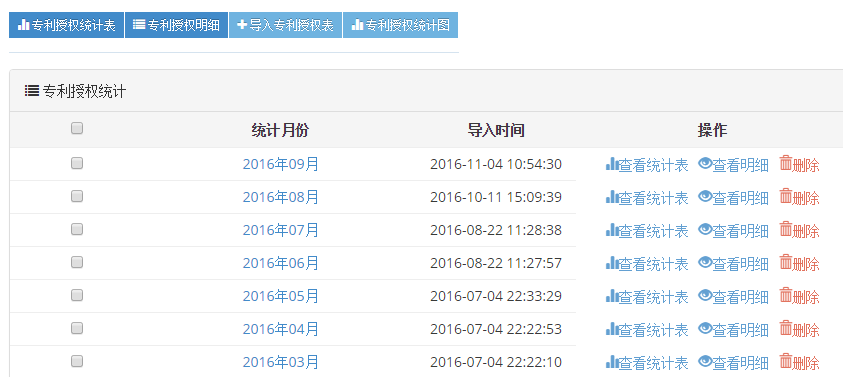 专利授权统计表 专利授权明细 导入专利授权表 专利授权统计图
专利授权统计
统计月份 导入时间 操作
2016年09月 2016-11-04 10:54:30 查看统计表 查看明细 删除
2016年08月 2016-10-11 15:09:39 查看统计表 查看明细 删除
2016年07月 2016-08-22 11:28:38 查看统计表 查看明细 删除
2016年06月 2016-08-22 11:27:57 查看统计表 查看明细 删除
2016年05月 2016-07-04 22:33:29 查看统计表 查看明细 删除
2016年04月 2016-07-04 22:22:53 查看统计表 查看明细 删除
2016年03月 2016-07-04 22:22:10 查看统计表 查看明细 删除